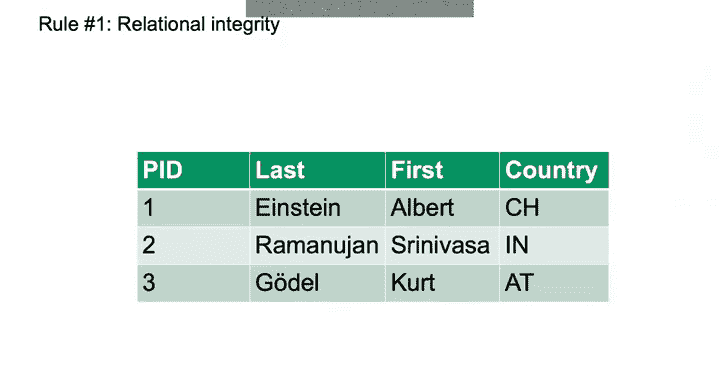 Rule #1: Relational integrity
PID Last First Country
1 Einstein Albert CH
2 Ramanujan Srinivasa IN
3 Gödel Kurt AT